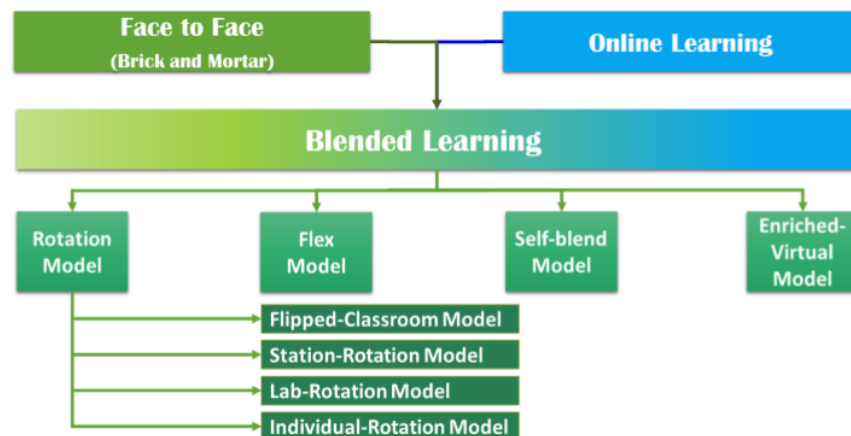 Face to Face
(Brick and Mortar)
Online Learning
Blended Learning
Rotation
Model
Flex
Model
Self-blend
Model
Enriched-
Virtual
Model
Flipped-Classroom Model
Station-Rotation Model
Lab-Rotation Model
Individual-Rotation Model